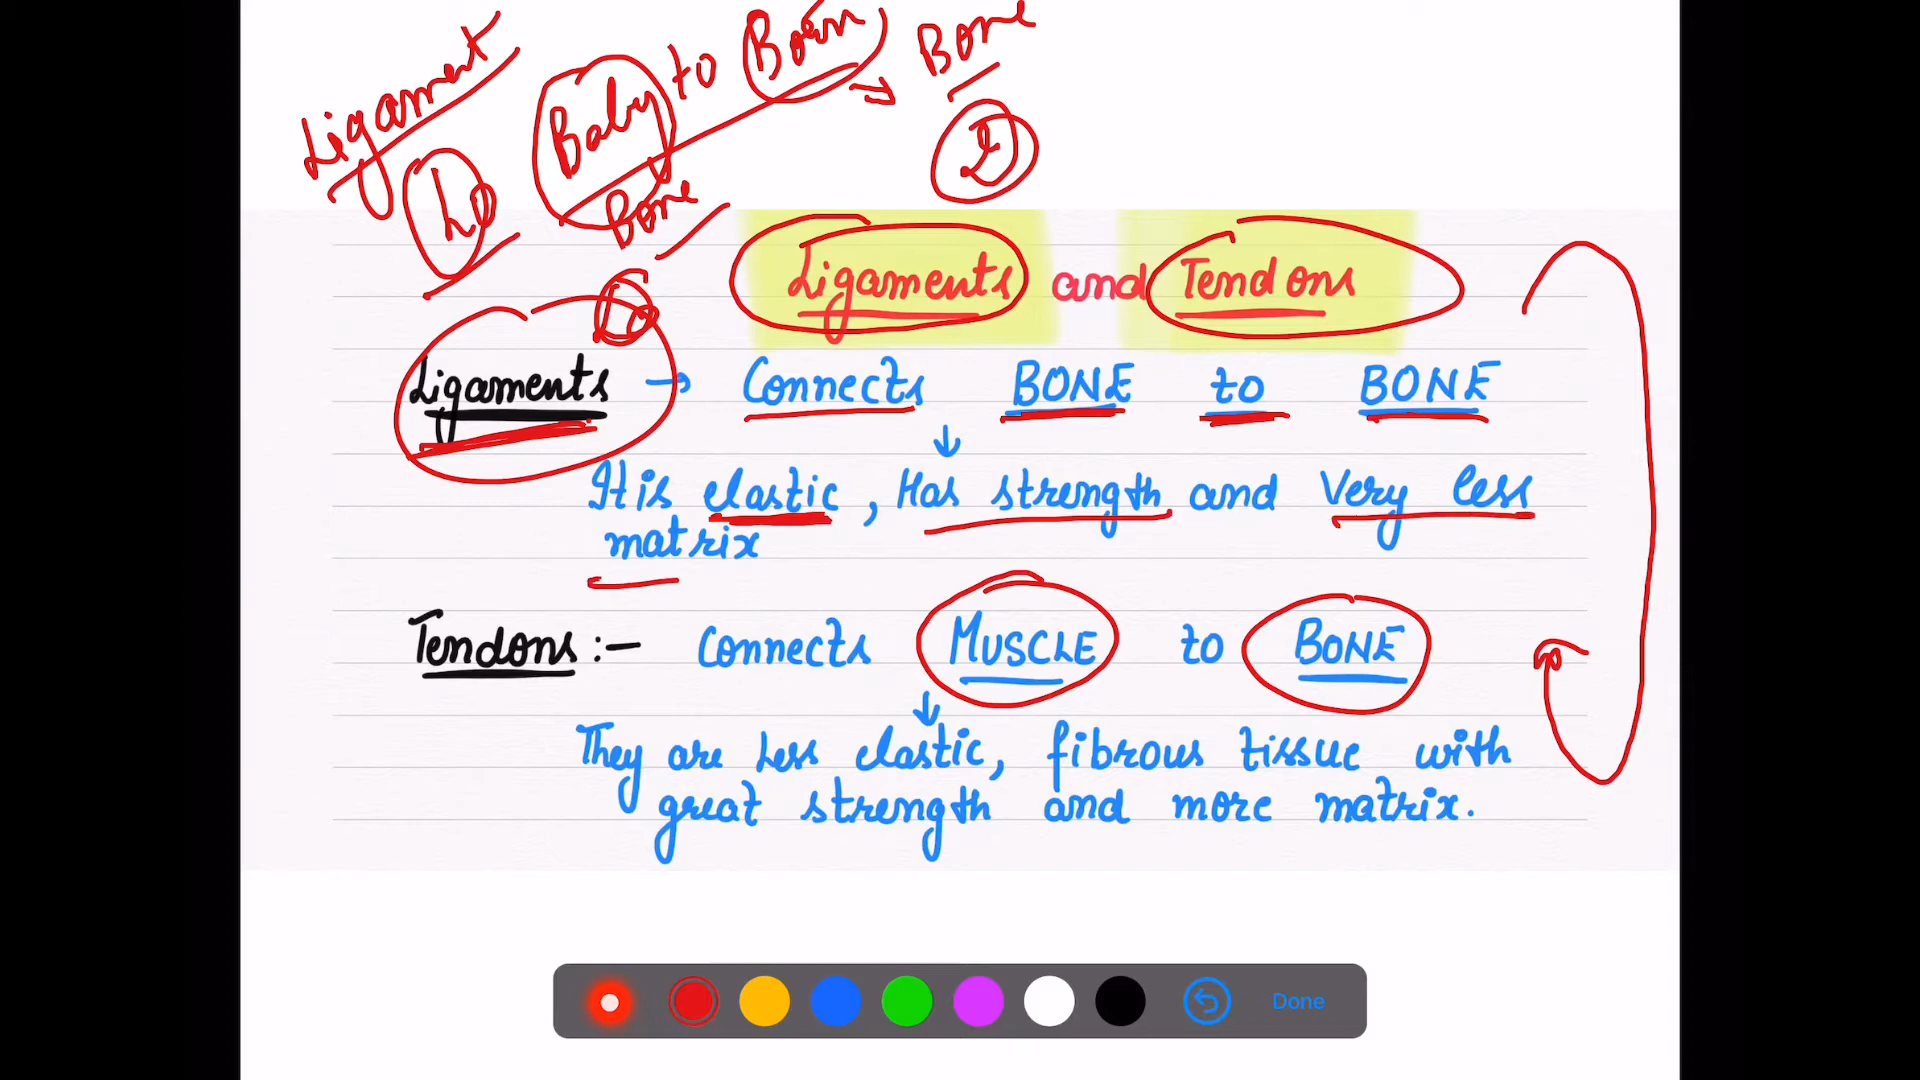 Ligament Baby to Born Bone
Bone
Ligaments and Tendons
Ligaments → Connects BONE to BONE
It is elastic, Has strength and Very less
matrix
Tendons :- Connects MUSCLE to BONE
They are Less elastic, fibrous tissue with
great strength and more matrix.
Done